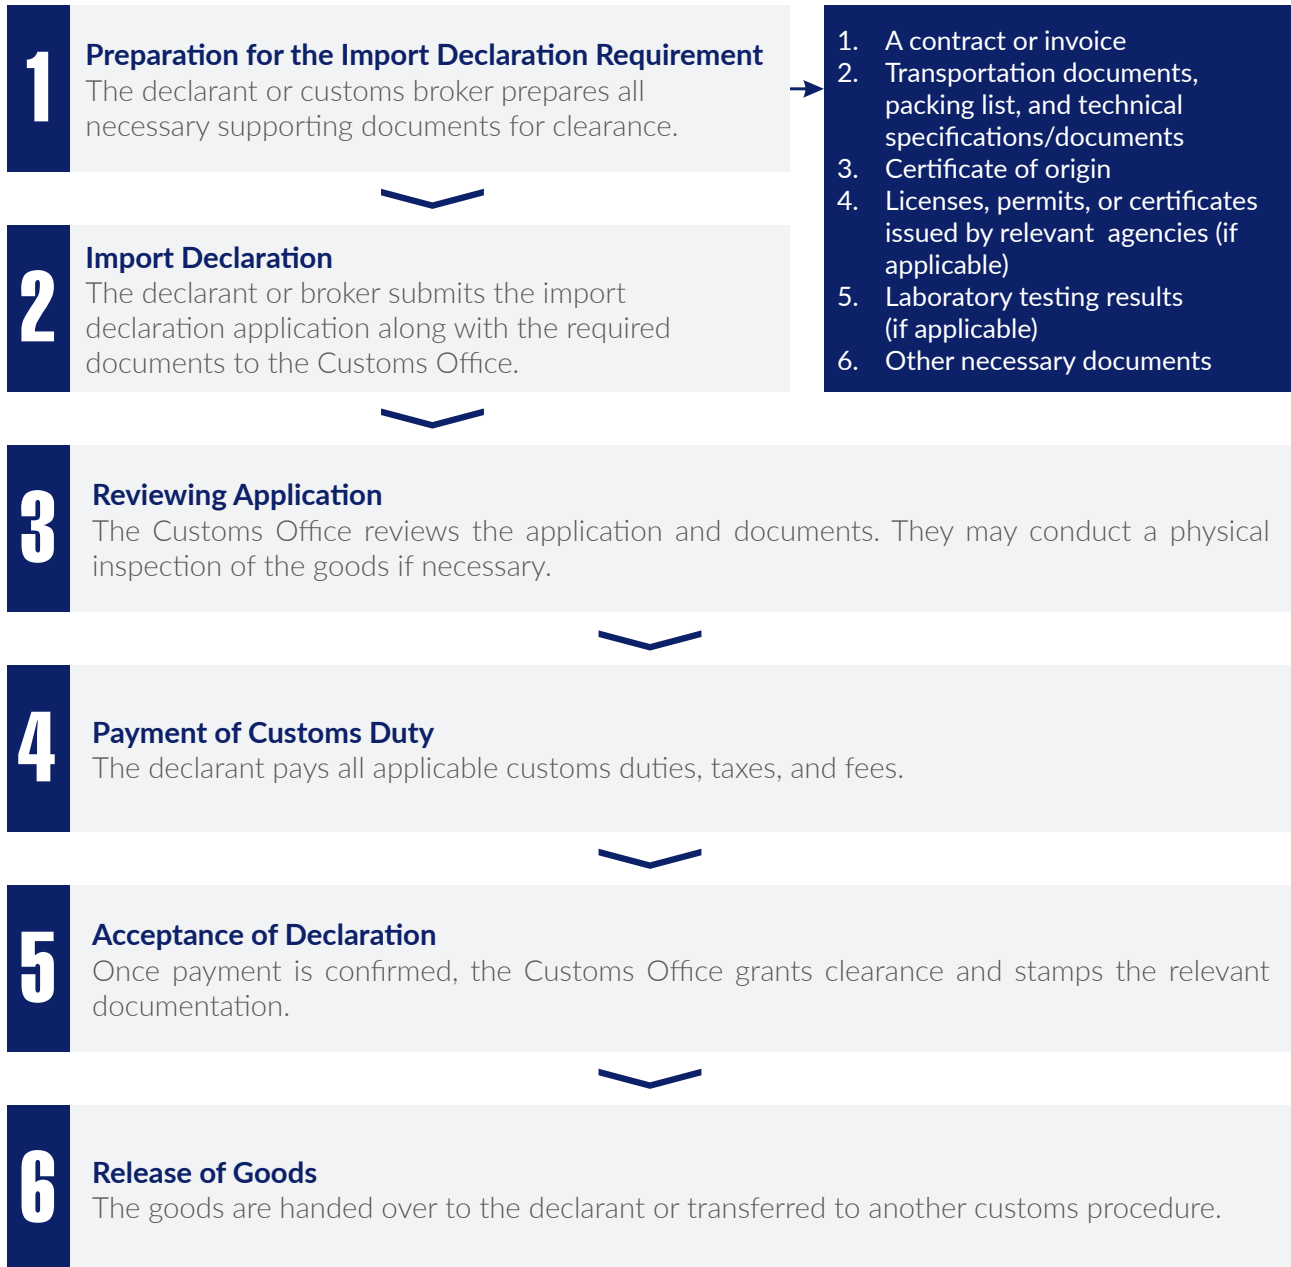 1
Preparation for the Import Declaration Requirement
The declarant or customs broker prepares all
necessary supporting documents for clearance.
1. A contract or invoice
2. Transportation documents,
packing list, and technical
specifications/documents
3. Certificate of origin
4. Licenses, permits, or certificates
issued by relevant agencies (if
applicable)
5. Laboratory testing results
(if applicable)
6. Other necessary documents
2
Import Declaration
The declarant or broker submits the import
declaration application along with the required
documents to the Customs Office.
3
Reviewing Application
The Customs Office reviews the application and documents. They may conduct a physical
inspection of the goods if necessary.
4
Payment of Customs Duty
The declarant pays all applicable customs duties, taxes, and fees.
5
Acceptance of Declaration
Once payment is confirmed, the Customs Office grants clearance and stamps the relevant
documentation.
6
Release of Goods
The goods are handed over to the declarant or transferred to another customs procedure.